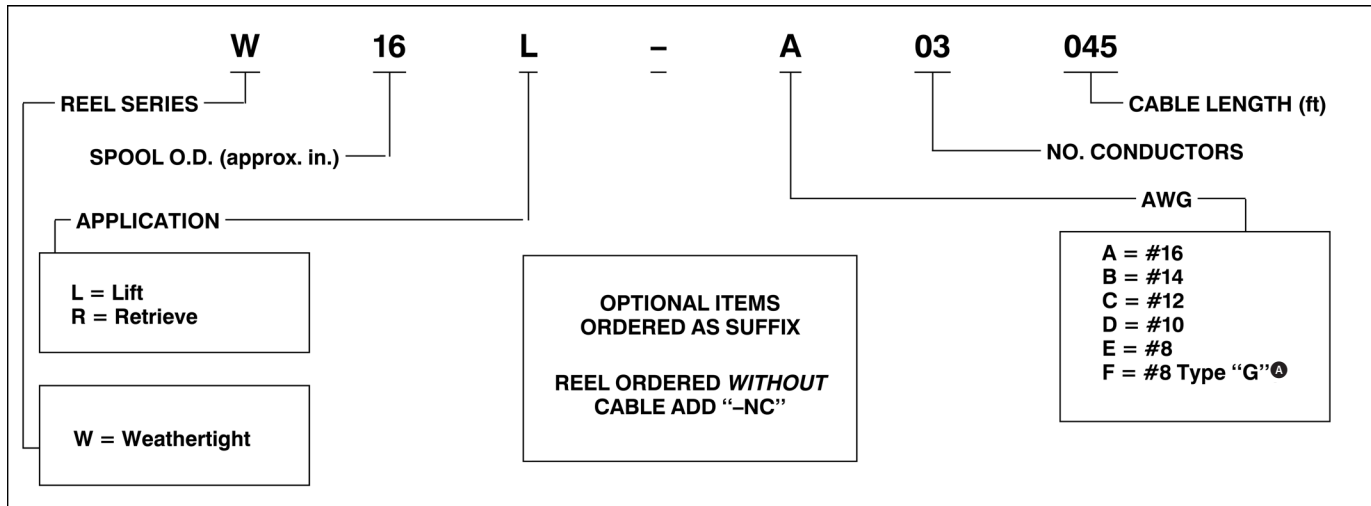 W 16 L – A 03 045
REEL SERIES
CABLE LENGTH (ft)
SPOOL O.D. (approx. in.)
NO. CONDUCTORS
AWG
APPLICATION
L = Lift
R = Retrieve
W = Weathertight
OPTIONAL ITEMS
ORDERED AS SUFFIX
REEL ORDERED WITHOUT
CABLE ADD “–NC”
A = #16
B = #14
C = #12
D = #10
E = #8
F = #8 Type “G”Ⓐ